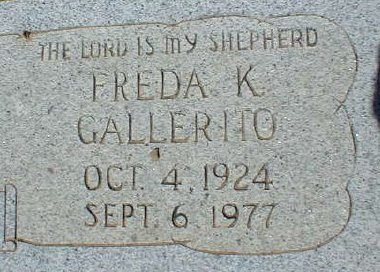 THE LORD IS my SHEPHERD
FREDA K.
GALLERITO
OCT. 4, 1924
SEPT. 6, 1977